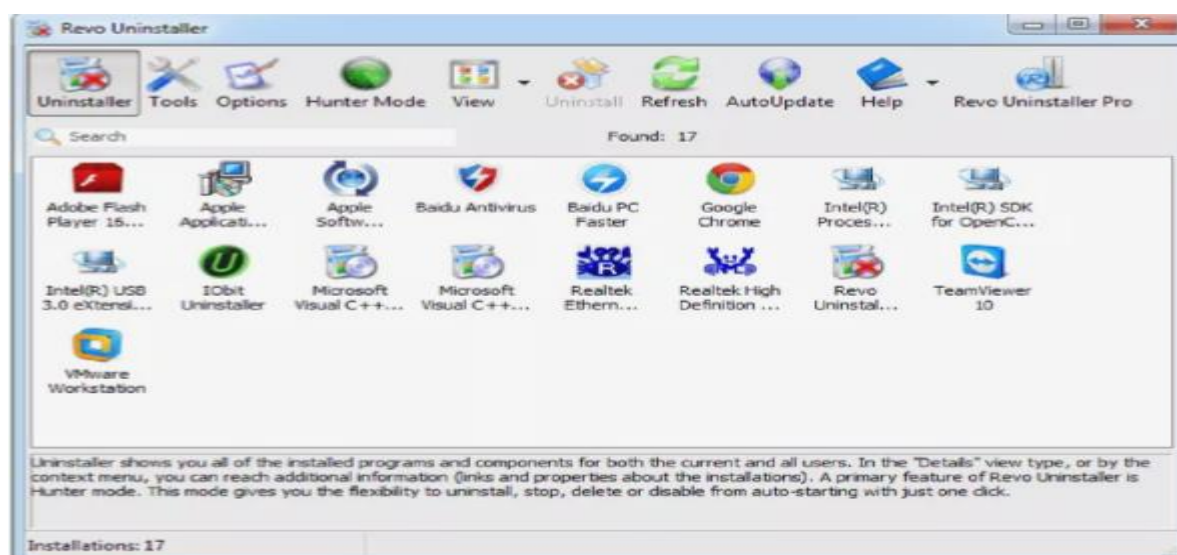 Revo Uninstaller
Uninstaller Tools Options Hunter Mode View Uninstall Refresh AutoUpdate Help Revo Uninstaller Pro
Search Found: 17
Adobe Flash Player 16...
Apple Applicati...
Apple Softw...
Baidu Antivirus
Baidu PC Faster
Google Chrome
Intel(R) Proces...
Intel(R) SDK for OpenC...
Intel(R) USB 3.0 eXtensi...
IObit Uninstaller
Microsoft Visual C++...
Microsoft Visual C++...
Realtek Ethern...
Realtek High Definition ...
Revo Uninstal...
TeamViewer 10
VMware Workstation
Uninstaller shows you all of the installed programs and components for both the current and all users. In the "Details" view type, or by the
context menu, you can reach additional information (links and properties about the installations). A primary feature of Revo Uninstaller is
Hunter mode. This mode gives you the flexibility to uninstall, stop, delete or disable from auto-starting with just one click.
Installations: 17